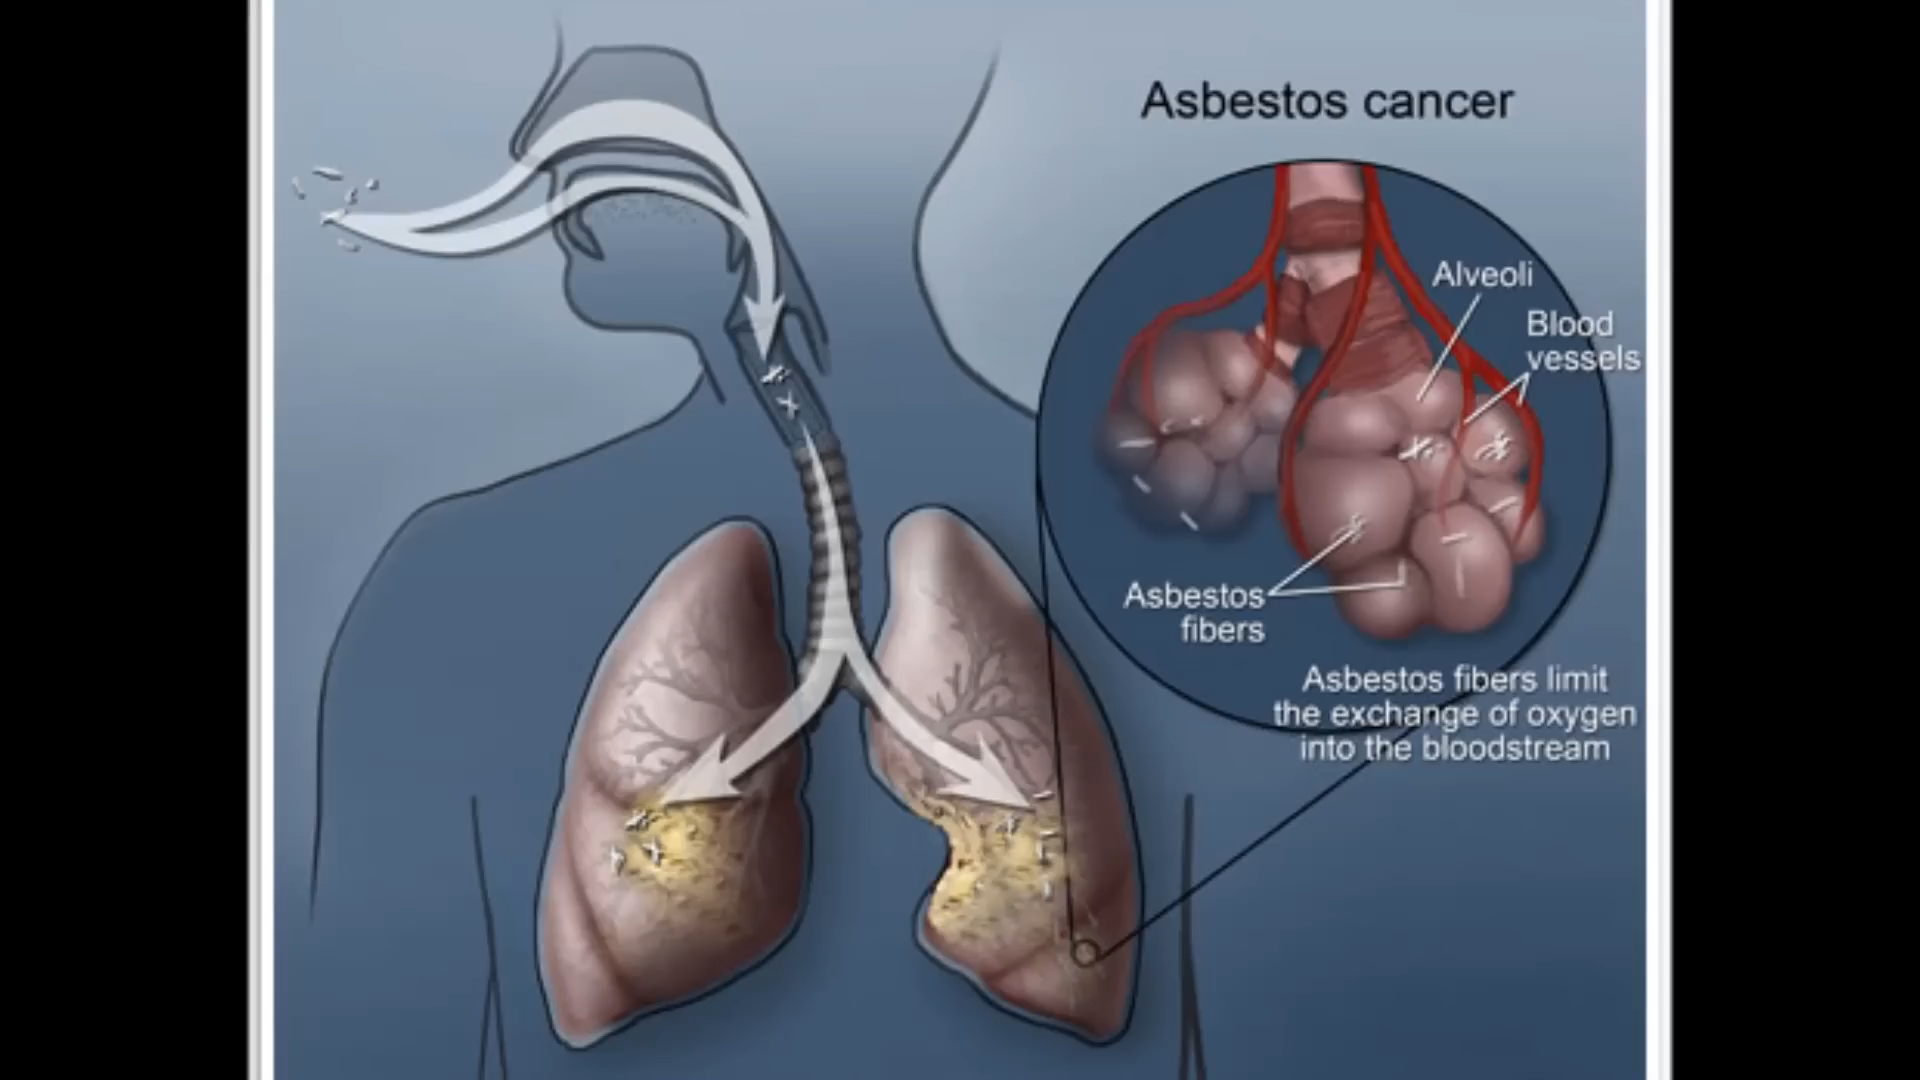 Asbestos cancer
Alveoli
Blood
vessels
Asbestos
fibers
Asbestos fibers limit
the exchange of oxygen
into the bloodstream